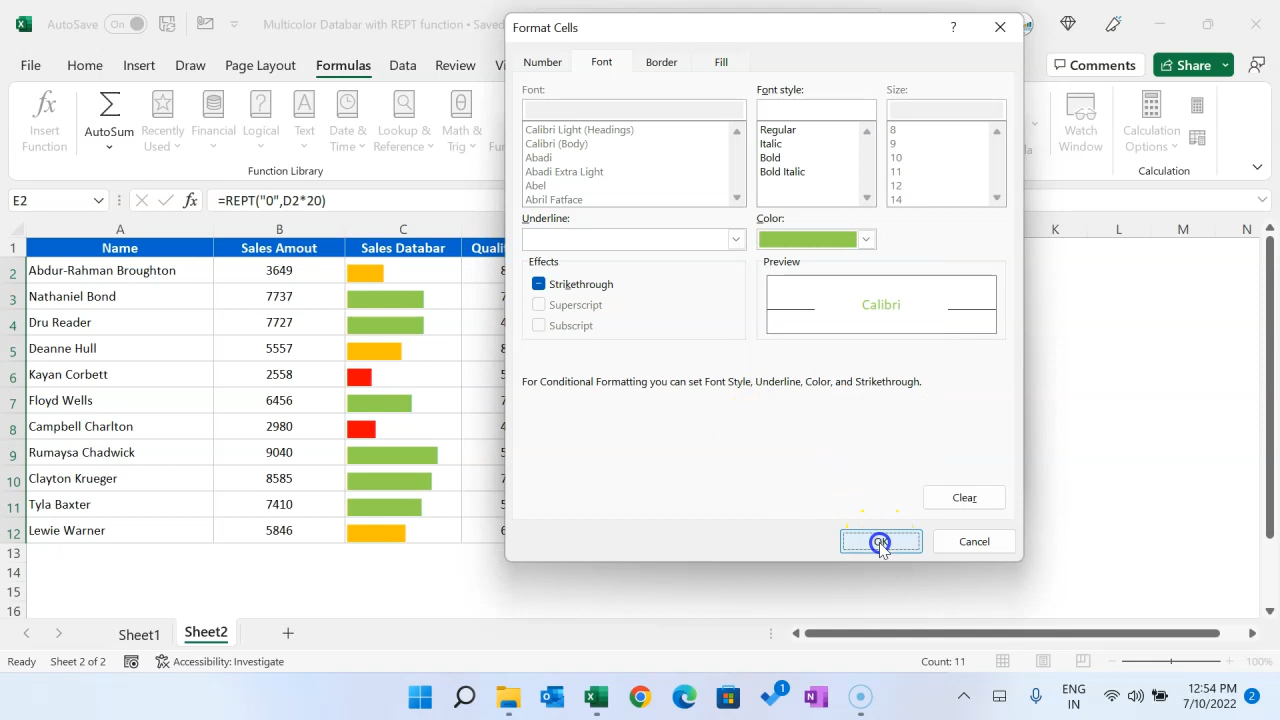 AutoSave On Multicolor Databar with REPT function • Saved
Format Cells ?
File Home Insert Draw Page Layout Formulas Data Review
Comments Share
Number Font Border Fill
Insert Function
AutoSum
Recently Used
Financial
Logical
Text
Date & Time
Lookup & Reference
Math & Trig
Watch Window
Calculation Options
Function Library
Calculation
Font: Font style: Size:
Calibri Light (Headings) Regular 8
Calibri (Body) Italic 9
Abadi Bold 10
Abadi Extra Light Bold Italic 11
Abel 12
Abril Fatface 14
Underline: Color:
Effects Preview
Strikethrough
Superscript
Subscript
Calibri
For Conditional Formatting you can set Font Style, Underline, Color, and Strikethrough.
Clear
OK Cancel
E2 fx =REPT("0",D2*20)
A B C K L M N
1 Name Sales Amout Sales Databar
2 Abdur-Rahman Broughton 3649
3 Nathaniel Bond 7737
4 Dru Reader 7727
5 Deanne Hull 5557
6 Kayan Corbett 2558
7 Floyd Wells 6456
8 Campbell Charlton 2980
9 Rumaysa Chadwick 9040
10 Clayton Krueger 8585
11 Tyla Baxter 7410
12 Lewie Warner 5846
13
14
15
16
Sheet1 Sheet2
Ready Sheet 2 of 2 Accessibility: Investigate Count: 11 100%
1 ENG IN 12:54 PM 7/10/2022 2